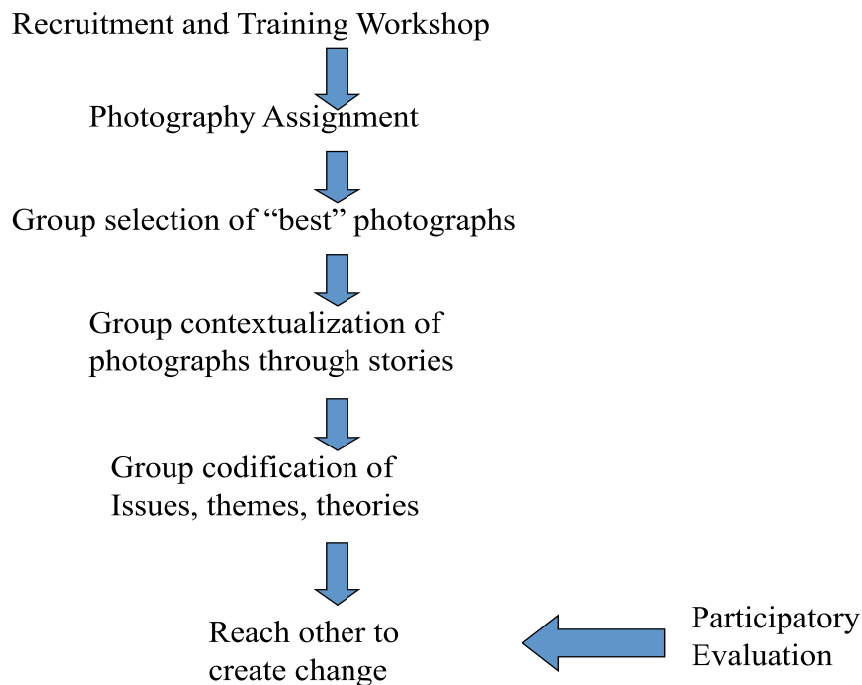 Recruitment and Training Workshop
Photography Assignment
Group selection of “best” photographs
Group contextualization of
photographs through stories
Group codification of
Issues, themes, theories
Reach other to
create change
Participatory
Evaluation